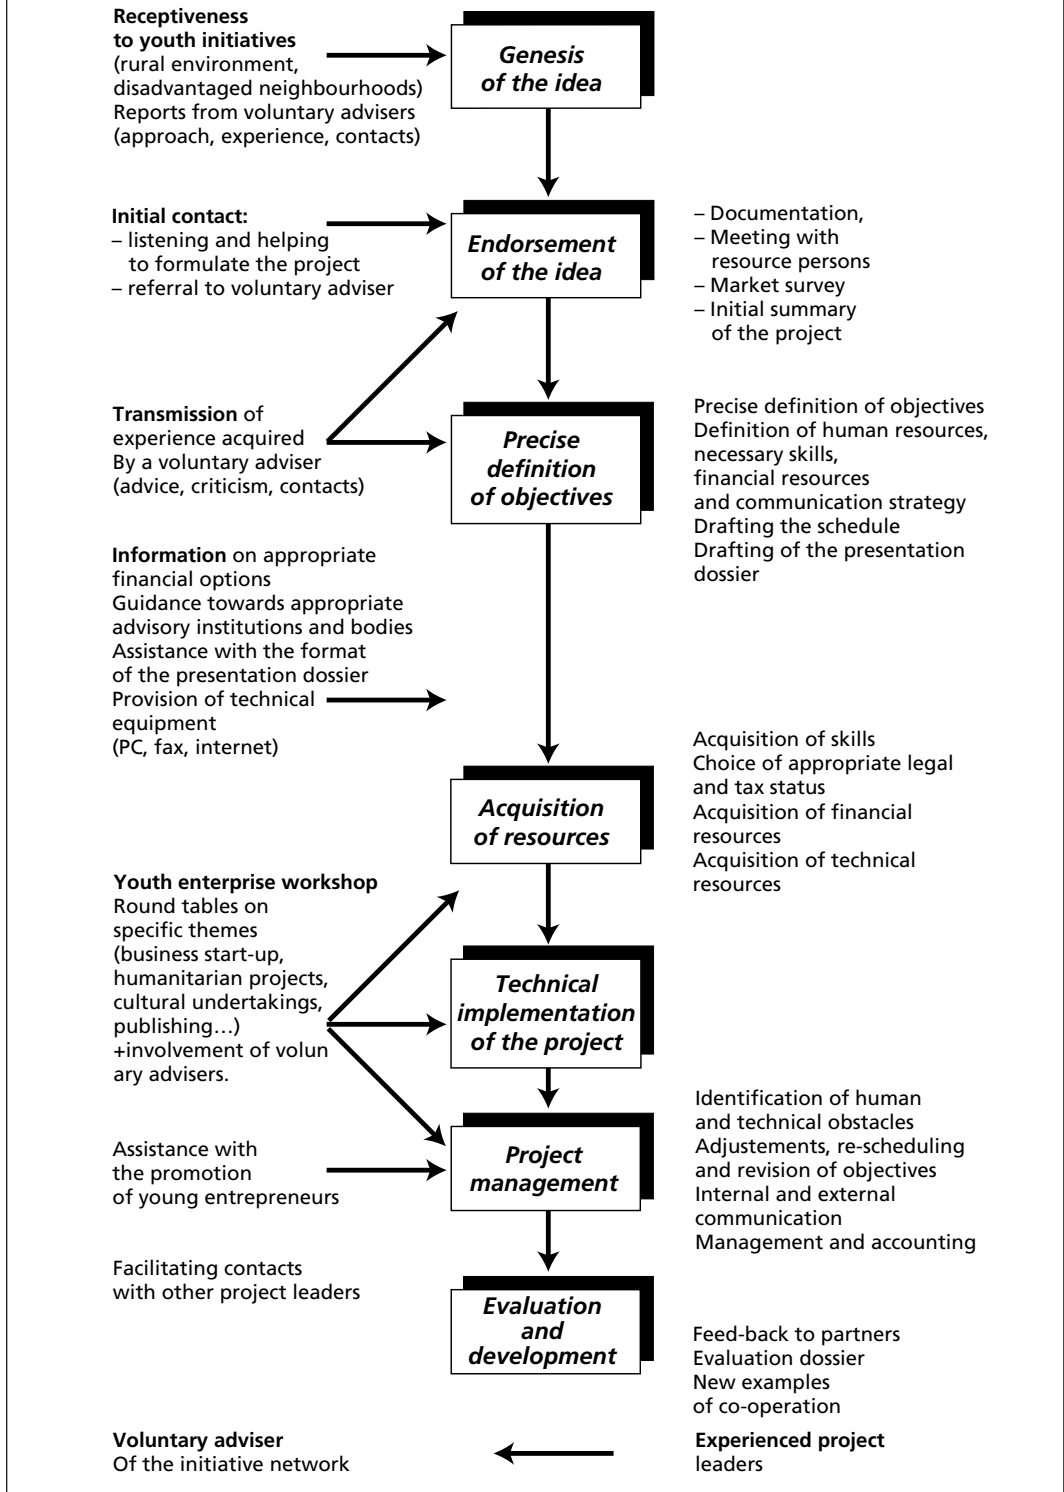 Receptiveness
to youth initiatives
(rural environment,
disadvantaged neighbourhoods)
Reports from voluntary advisers
(approach, experience, contacts)
Genesis
of the idea
Initial contact:
– listening and helping
to formulate the project
– referral to voluntary adviser
Endorsement
of the idea
– Documentation,
– Meeting with
resource persons
– Market survey
– Initial summary
of the project
Transmission of
experience acquired
By a voluntary adviser
(advice, criticism, contacts)
Precise
definition
of objectives
Precise definition of objectives
Definition of human resources,
necessary skills,
financial resources
and communication strategy
Drafting the schedule
Drafting of the presentation
dossier
Information on appropriate
financial options
Guidance towards appropriate
advisory institutions and bodies
Assistance with the format
of the presentation dossier
Provision of technical
equipment
(PC, fax, internet)
Acquisition
of resources
Acquisition of skills
Choice of appropriate legal
and tax status
Acquisition of financial
resources
Acquisition of technical
resources
Youth enterprise workshop
Round tables on
specific themes
(business start-up,
humanitarian projects,
cultural undertakings,
publishing…)
+involvement of volun
ary advisers.
Technical
implementation
of the project
Assistance with
the promotion
of young entrepreneurs
Project
management
Identification of human
and technical obstacles
Adjustements, re-scheduling
and revision of objectives
Internal and external
communication
Management and accounting
Facilitating contacts
with other project leaders
Evaluation
and
development
Feed-back to partners
Evaluation dossier
New examples
of co-operation
Voluntary adviser
Of the initiative network
Experienced project
leaders